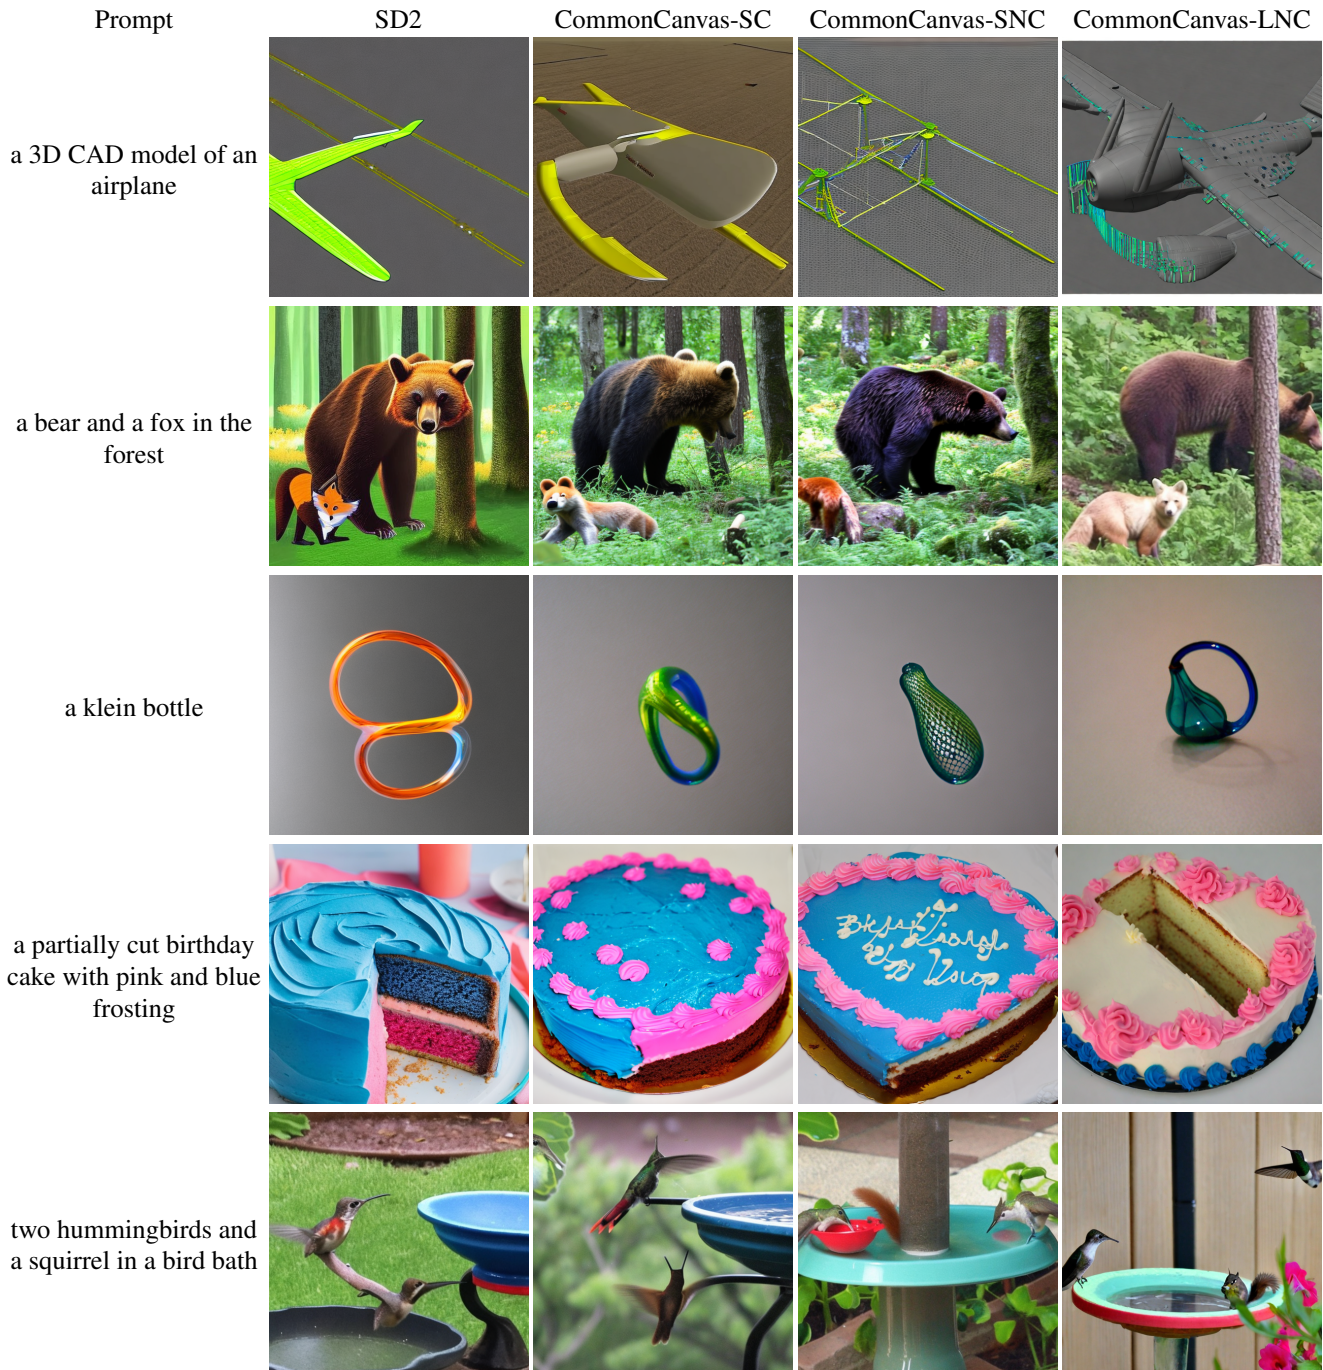 Prompt
SD2
CommonCanvas-SC
CommonCanvas-SNC
CommonCanvas-LNC
a 3D CAD model of an
airplane
a bear and a fox in the
forest
a klein bottle
a partially cut birthday
cake with pink and blue
frosting
two hummingbirds and
a squirrel in a bird bath